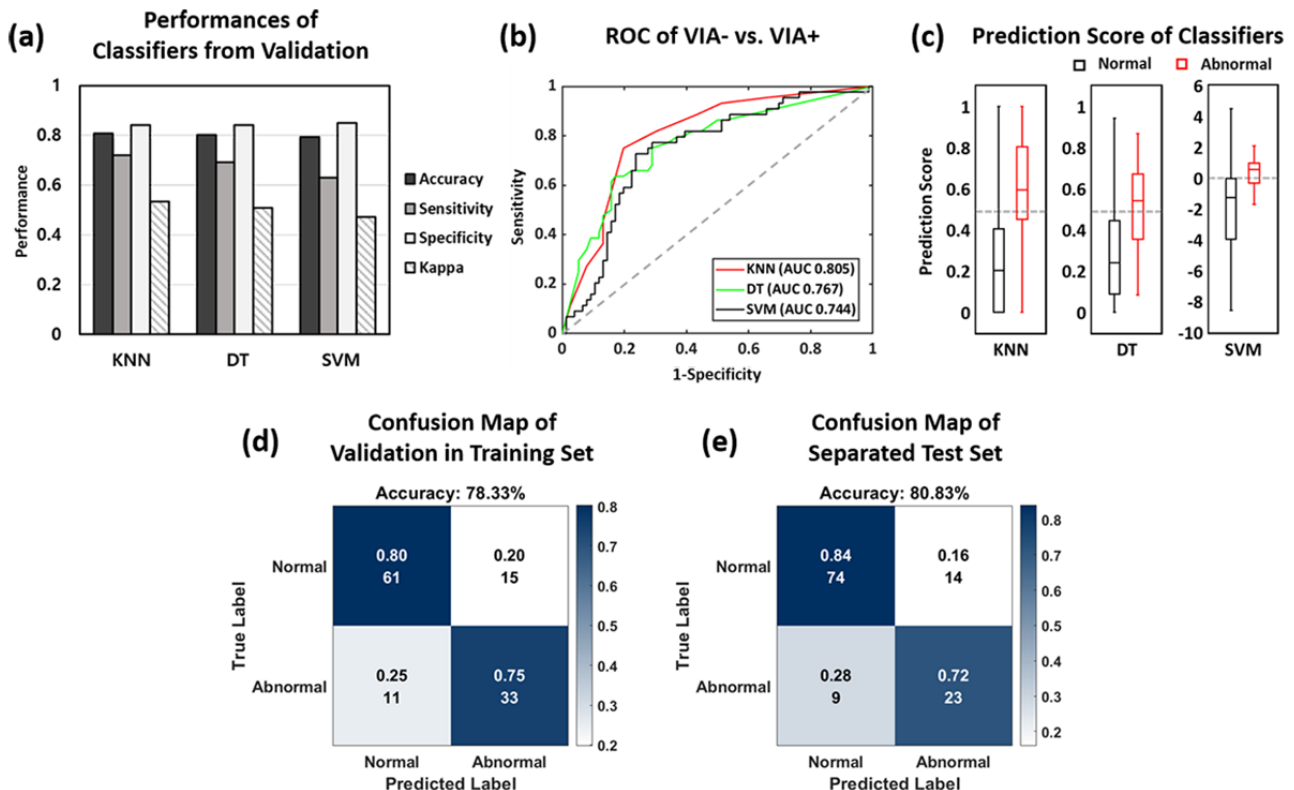 (a)
Performances of
Classifiers from Validation
1
0.8
0.6
0.4
0.2
0
Performance
KNN
DT
SVM
Accuracy
Sensitivity
Specificity
Kappa
(b)
ROC of VIA- vs. VIA+
1
0.8
0.6
0.4
0.2
0
Sensitivity
KNN (AUC 0.805)
DT (AUC 0.767)
SVM (AUC 0.744)
0 0.2 0.4 0.6 0.8 1
1-Specificity
(c)
Prediction Score of Classifiers
Normal
Abnormal
Prediction Score
1
0.8
0.6
0.4
0.2
0
KNN
1
0.8
0.6
0.4
0.2
0
DT
6
4
2
0
-2
-4
-6
-8
-10
SVM
(d)
Confusion Map of
Validation in Training Set
Accuracy: 78.33%
True Label
Normal
Abnormal
0.80
61
0.20
15
0.25
11
0.75
33
Normal
Abnormal
Predicted Label
0.8
0.7
0.6
0.5
0.4
0.3
0.2
(e)
Confusion Map of
Separated Test Set
Accuracy: 80.83%
True Label
Normal
Abnormal
0.84
74
0.16
14
0.28
9
0.72
23
Normal
Abnormal
Predicted Label
0.8
0.7
0.6
0.5
0.4
0.3
0.2